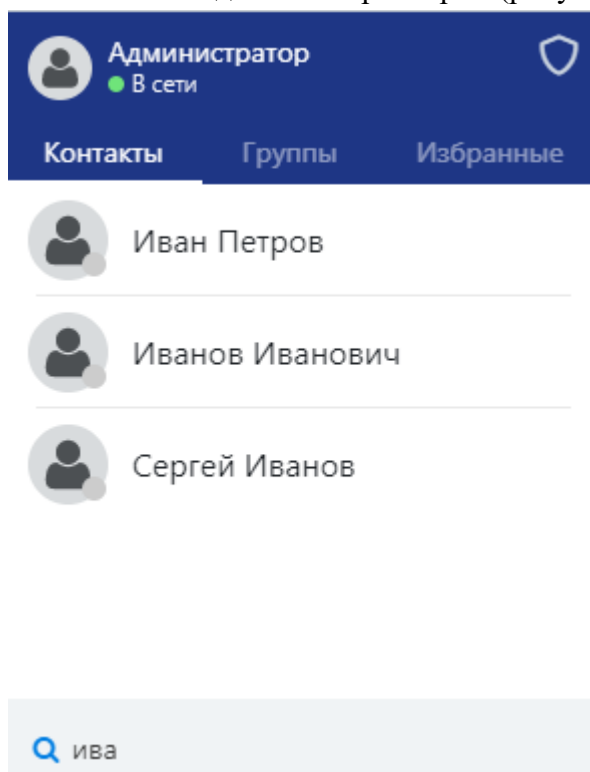 Администратор
В сети
Контакты Группы Избранные
Иван Петров
Иванов Иванович
Сергей Иванов
ива